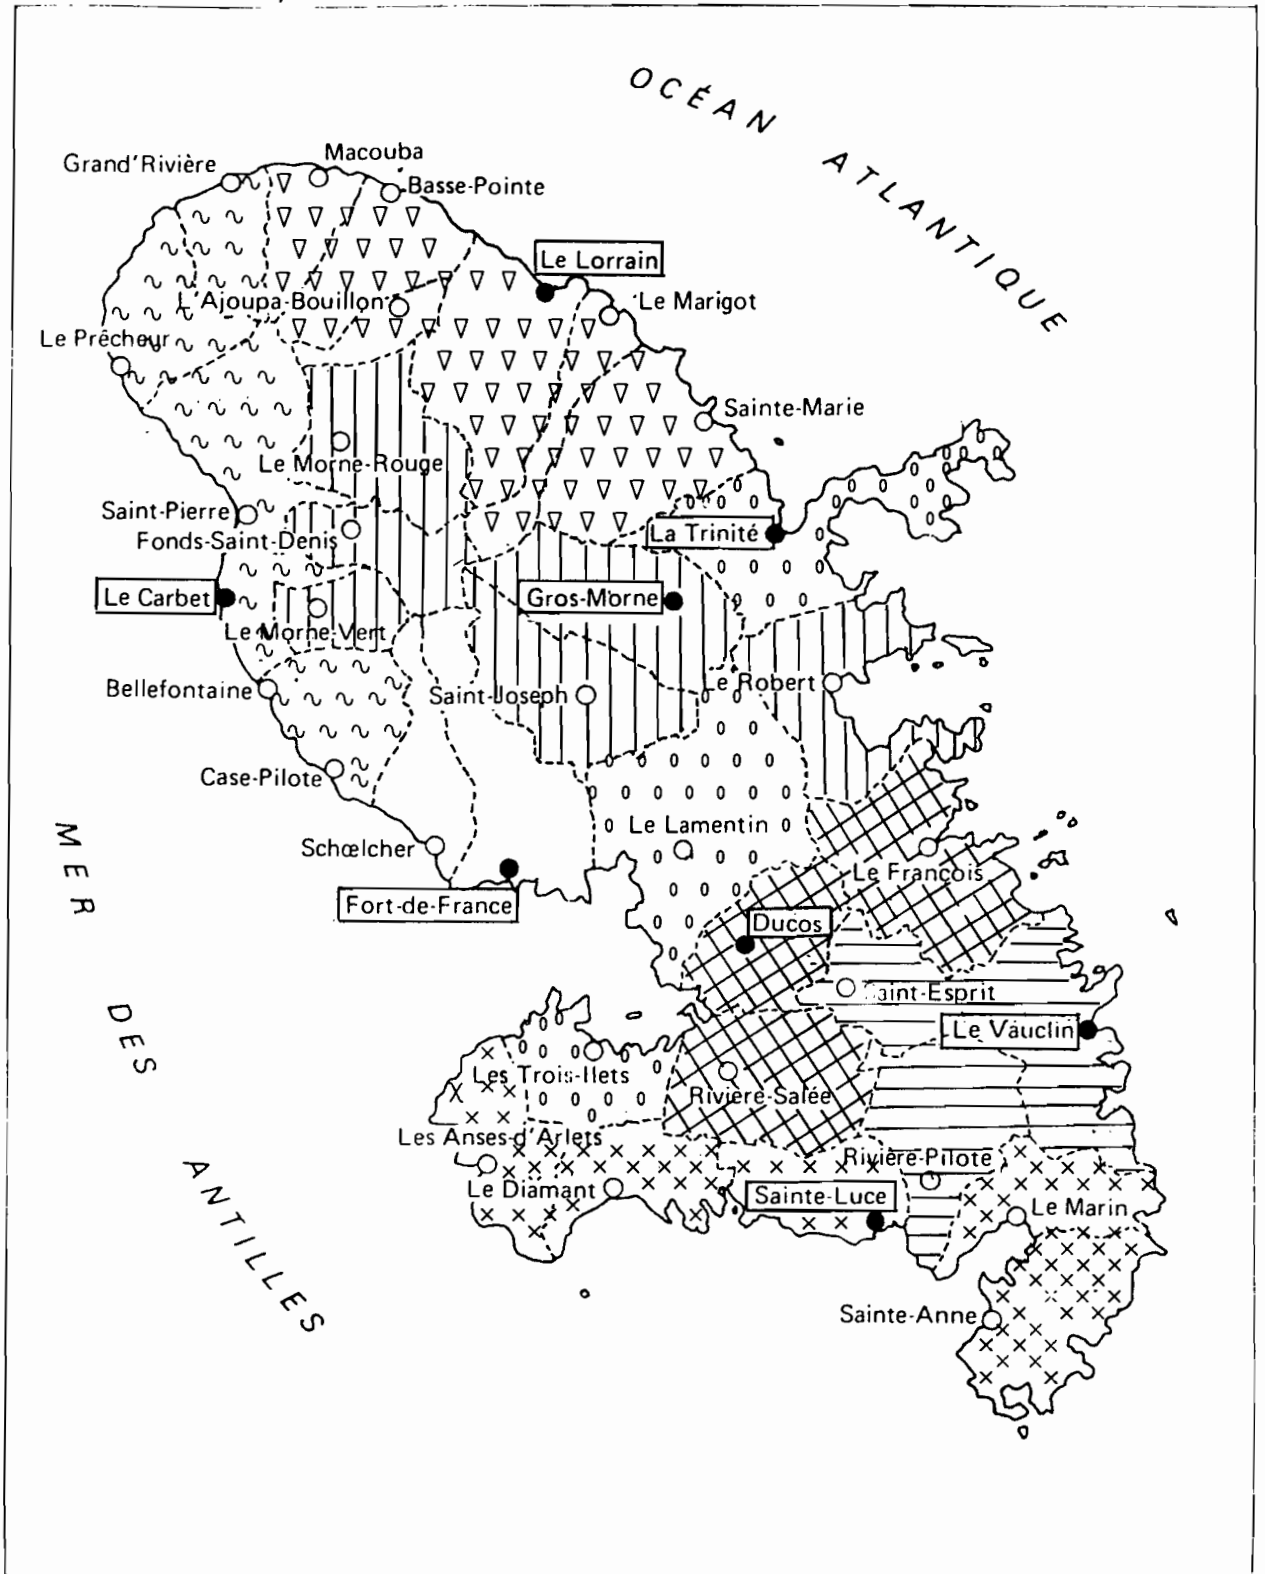 OCÉAN ATLANTIQUE
Macouba
Grand'Rivière
Basse-Pointe
Le Lorrain
L'Ajoupa-Bouillon
Le Marigot
Le Prêcheur
Sainte-Marie
Le Morne-Rouge
Saint-Pierre
Fonds-Saint-Denis
La Trinité
Le Carbet
Gros-Morne
Le Morne-Vert
Bellefontaine
Saint-Joseph
Le Robert
Case-Pilote
Le Lamentin
Schœlcher
Le François
Fort-de-France
Ducos
MER DES ANTILLES
Saint-Esprit
Le Vauclin
Les Trois-Ilets
Rivière-Salée
Les Anses-d'Arlets
Rivière-Pilote
Le Diamant
Sainte-Luce
Le Marin
Sainte-Anne